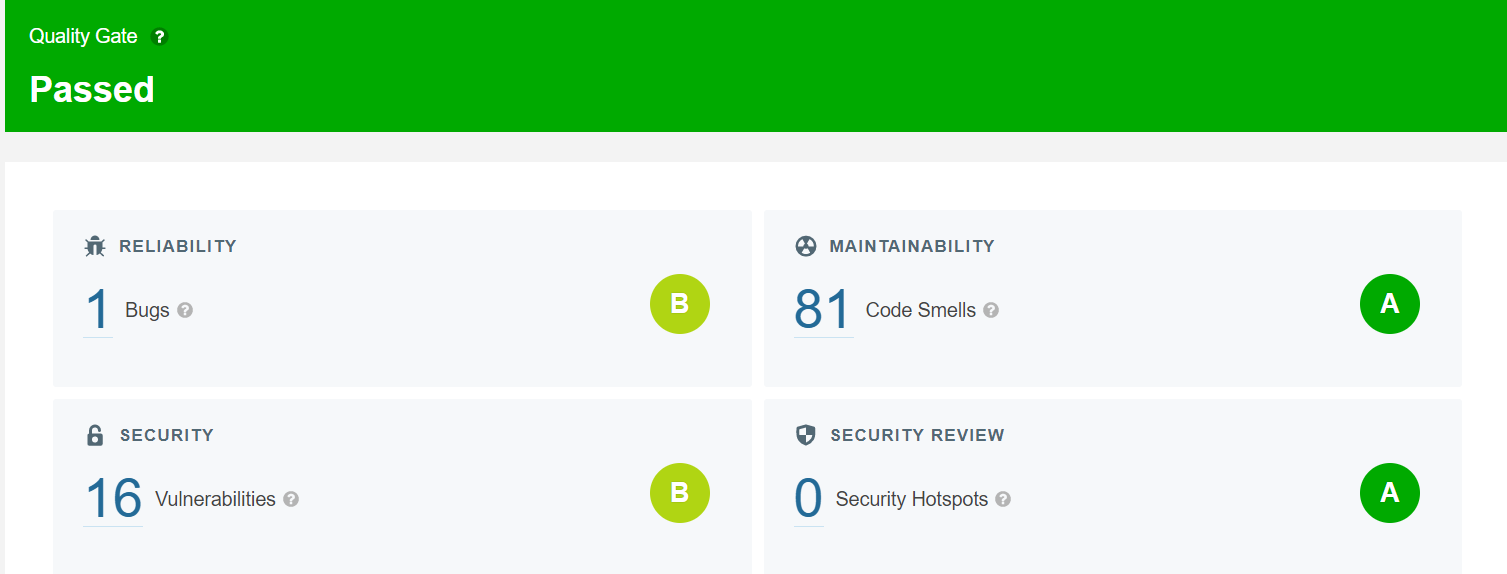 Quality Gate ?
Passed
RELIABILITY
1 Bugs ?
B
MAINTAINABILITY
81 Code Smells ?
A
SECURITY
16 Vulnerabilities ?
B
SECURITY REVIEW
0 Security Hotspots ?
A